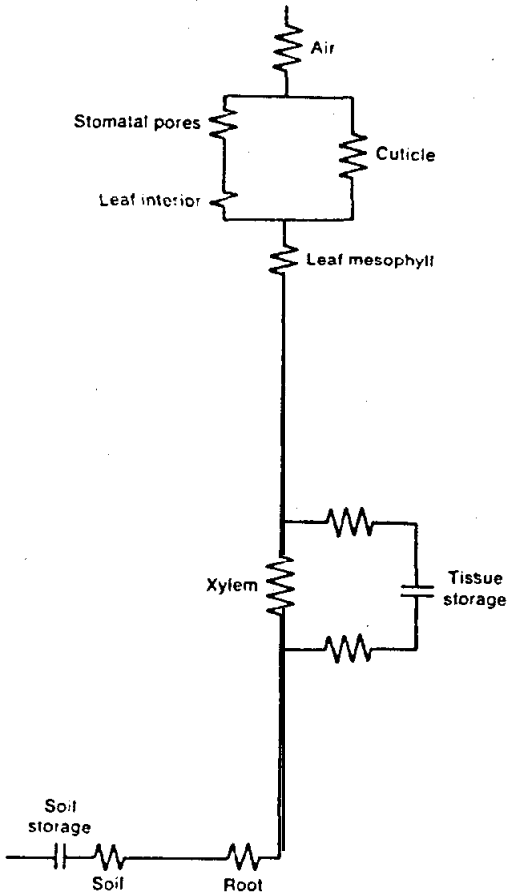 Air
Stomatal pores
Cuticle
Leaf interior
Leaf mesophyll
Xylem
Tissue
storage
Soil
storage
Soil
Root